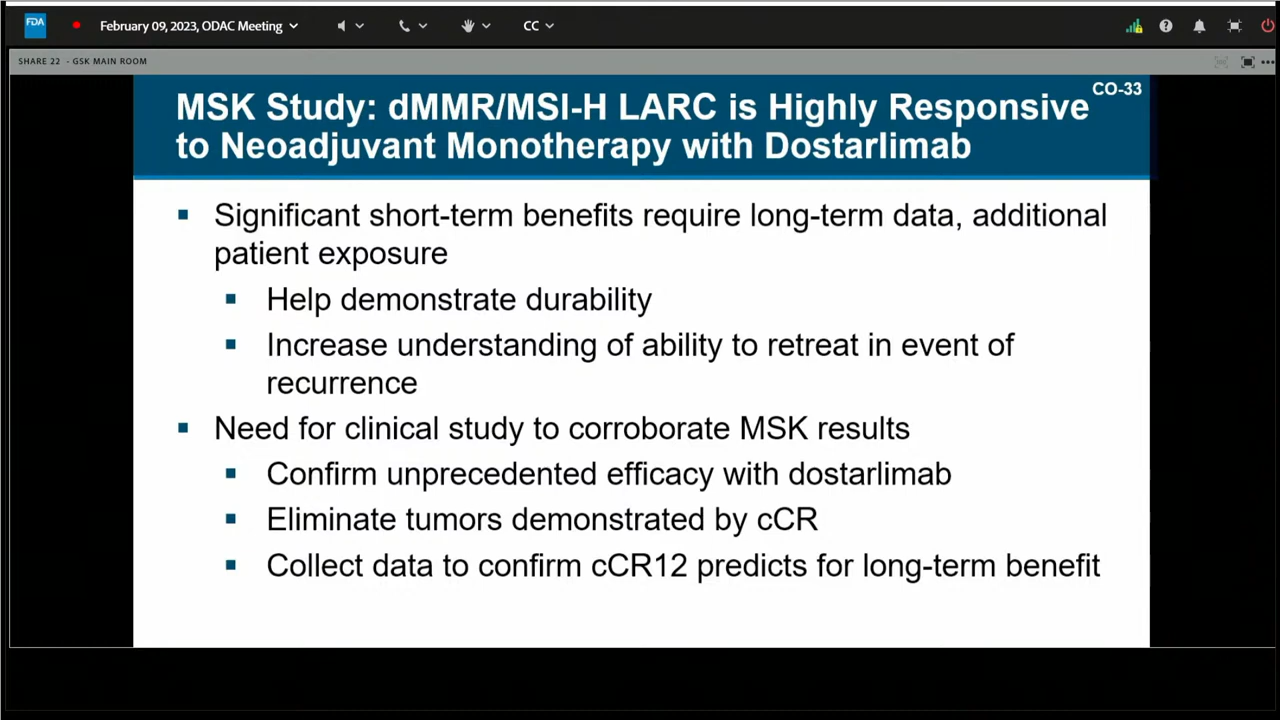 FDA
February 09, 2023, ODAC Meeting
CC
SHARE 22 - GSK MAIN ROOM
CO-33
MSK Study: dMMR/MSI-H LARC is Highly Responsive
to Neoadjuvant Monotherapy with Dostarlimab
Significant short-term benefits require long-term data, additional
patient exposure
Help demonstrate durability
Increase understanding of ability to retreat in event of
recurrence
Need for clinical study to corroborate MSK results
Confirm unprecedented efficacy with dostarlimab
Eliminate tumors demonstrated by cCR
Collect data to confirm cCR12 predicts for long-term benefit